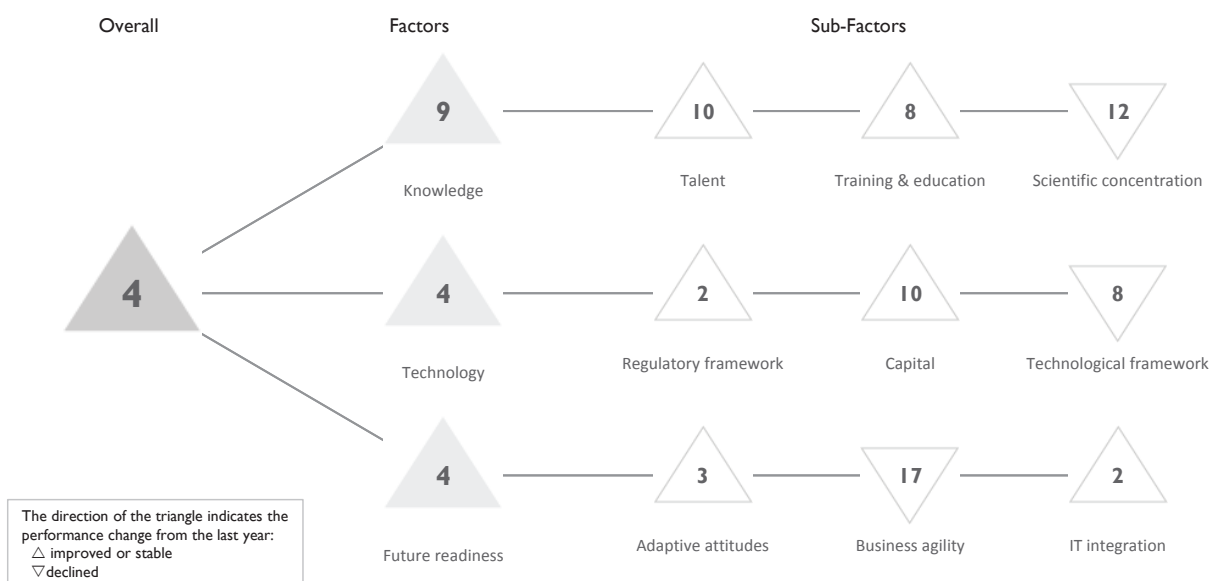 Overall Factors Sub-Factors
9 10 8 12
Knowledge Talent Training & education Scientific concentration
4 4 2 10 8
Technology Regulatory framework Capital Technological framework
4 3 17 2
Future readiness Adaptive attitudes Business agility IT integration
The direction of the triangle indicates the
performance change from the last year:
△ improved or stable
▽ declined